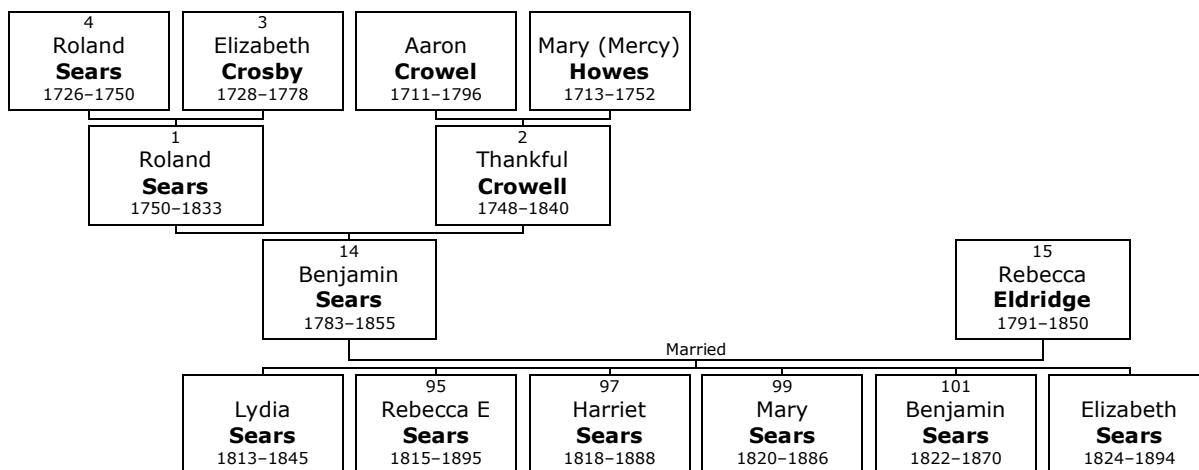 4
Roland
Sears
1726–1750
3
Elizabeth
Crosby
1728–1778
Aaron
Crowel
1711–1796
Mary (Mercy)
Howes
1713–1752
1
Roland
Sears
1750–1833
2
Thankful
Crowell
1748–1840
14
Benjamin
Sears
1783–1855
15
Rebecca
Eldridge
1791–1850
Married
Lydia
Sears
1813–1845
95
Rebecca E
Sears
1815–1895
97
Harriet
Sears
1818–1888
99
Mary
Sears
1820–1886
101
Benjamin
Sears
1822–1870
Elizabeth
Sears
1824–1894